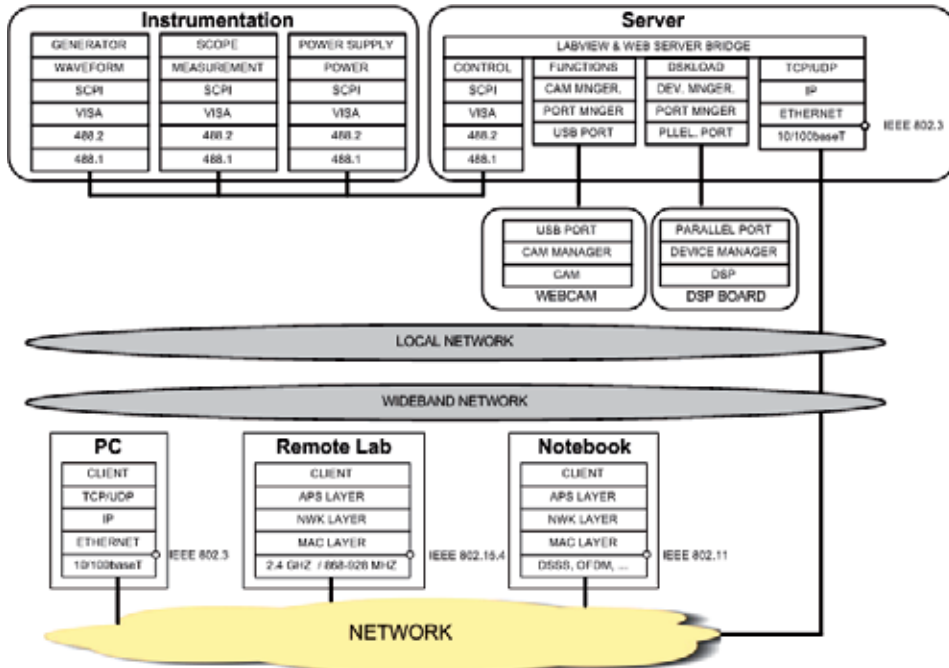 Instrumentation
GENERATOR
WAVEFORM
SCPI
VISA
488.2
488.1
SCOPE
MEASUREMENT
SCPI
VISA
488.2
488.1
POWER SUPPLY
POWER
SCPI
VISA
488.2
488.1
Server
LABVIEW & WEB SERVER BRIDGE
CONTROL
SCPI
VISA
488.2
488.1
FUNCTIONS
CAM MNGER.
PORT MNGER
USB PORT
DSKLOAD
DEV. MNGER.
PORT MNGER
PLLEL. PORT
TCP/UDP
IP
ETHERNET
10/100baseT
IEEE 802.3
USB PORT
CAM MANAGER
CAM
WEBCAM
PARALLEL PORT
DEVICE MANAGER
DSP
DSP BOARD
LOCAL NETWORK
WIDEBAND NETWORK
PC
CLIENT
TCP/UDP
IP
ETHERNET
10/100baseT
IEEE 802.3
Remote Lab
CLIENT
APS LAYER
NWK LAYER
MAC LAYER
2.4 GHZ / 868-928 MHZ
IEEE 802.15.4
Notebook
CLIENT
APS LAYER
NWK LAYER
MAC LAYER
DSSS, OFDM, ...
IEEE 802.11
NETWORK